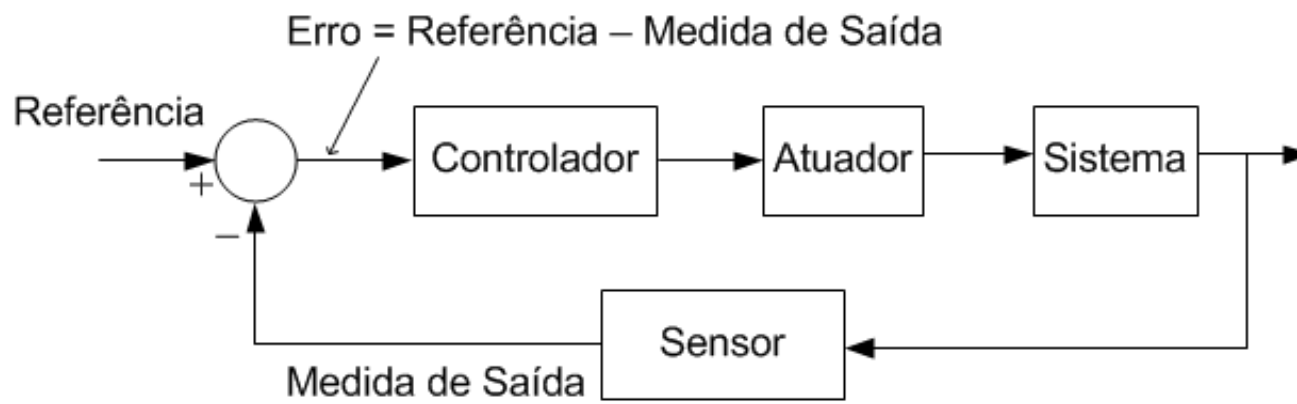 Erro = Referência – Medida de Saída
Referência
+
–
Controlador
Atuador
Sistema
Sensor
Medida de Saída